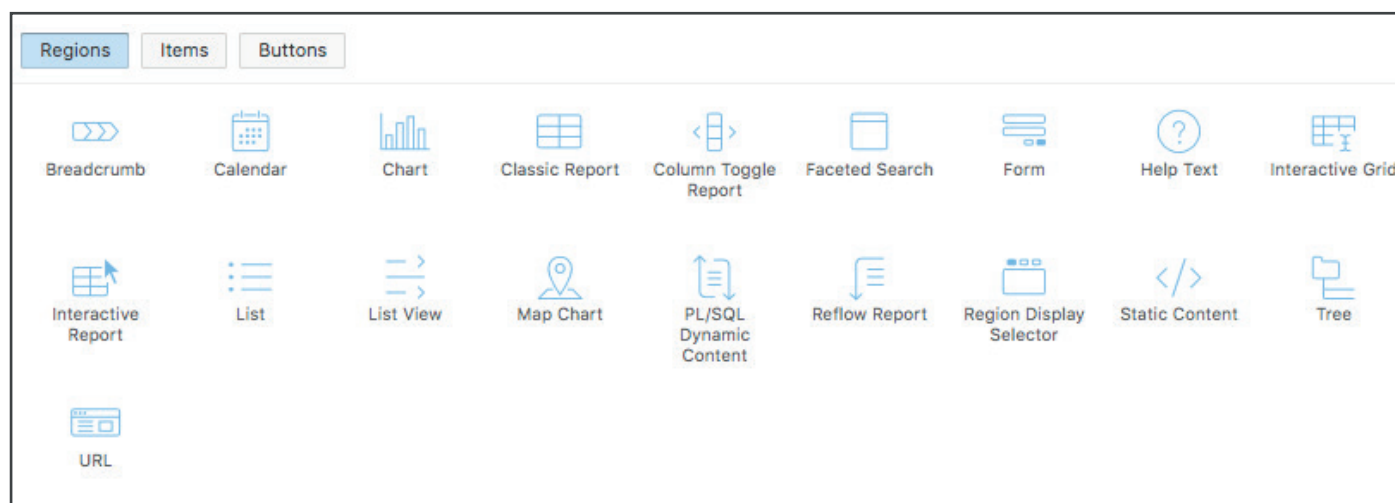 Regions Items Buttons
Breadcrumb Calendar Chart Classic Report Column Toggle Faceted Search Form Help Text Interactive Grid
Report
Interactive List List View Map Chart PL/SQL Reflow Report Region Display Static Content Tree
Report Dynamic Selector
Content
URL